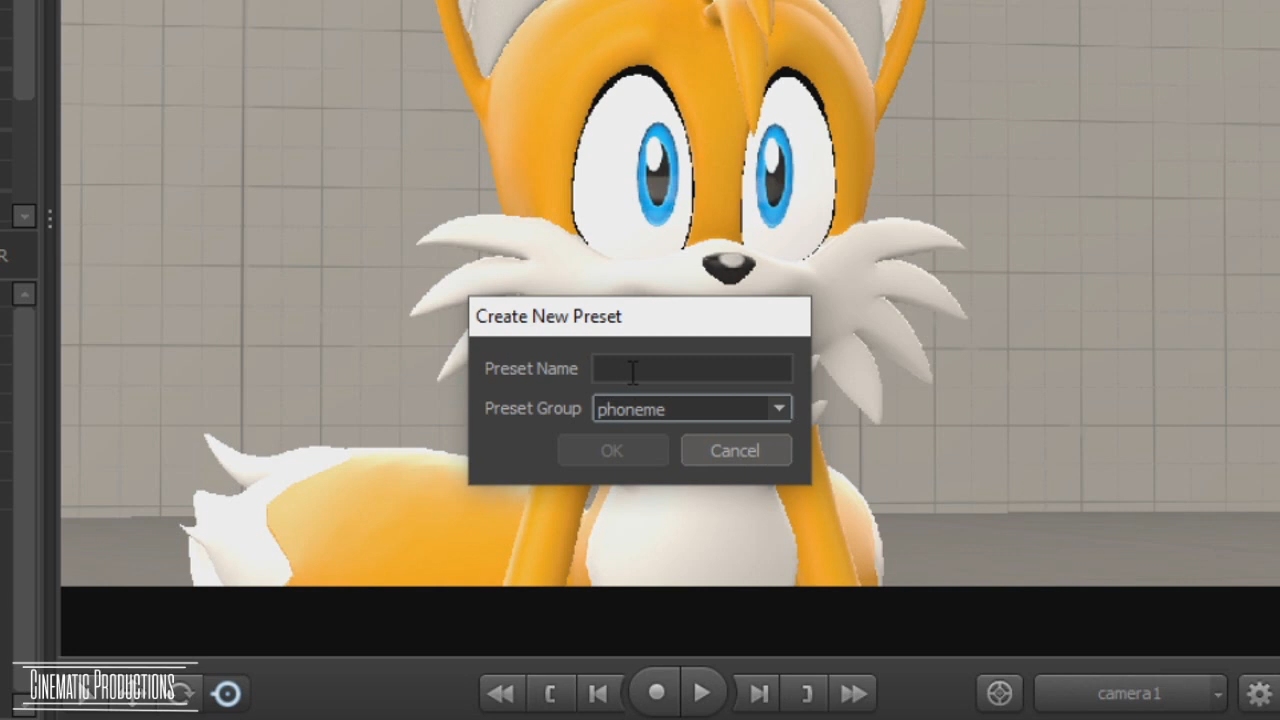 R
Create New Preset
Preset Name
Preset Group
phoneme
OK
Cancel
Cinematic Productions
camera1